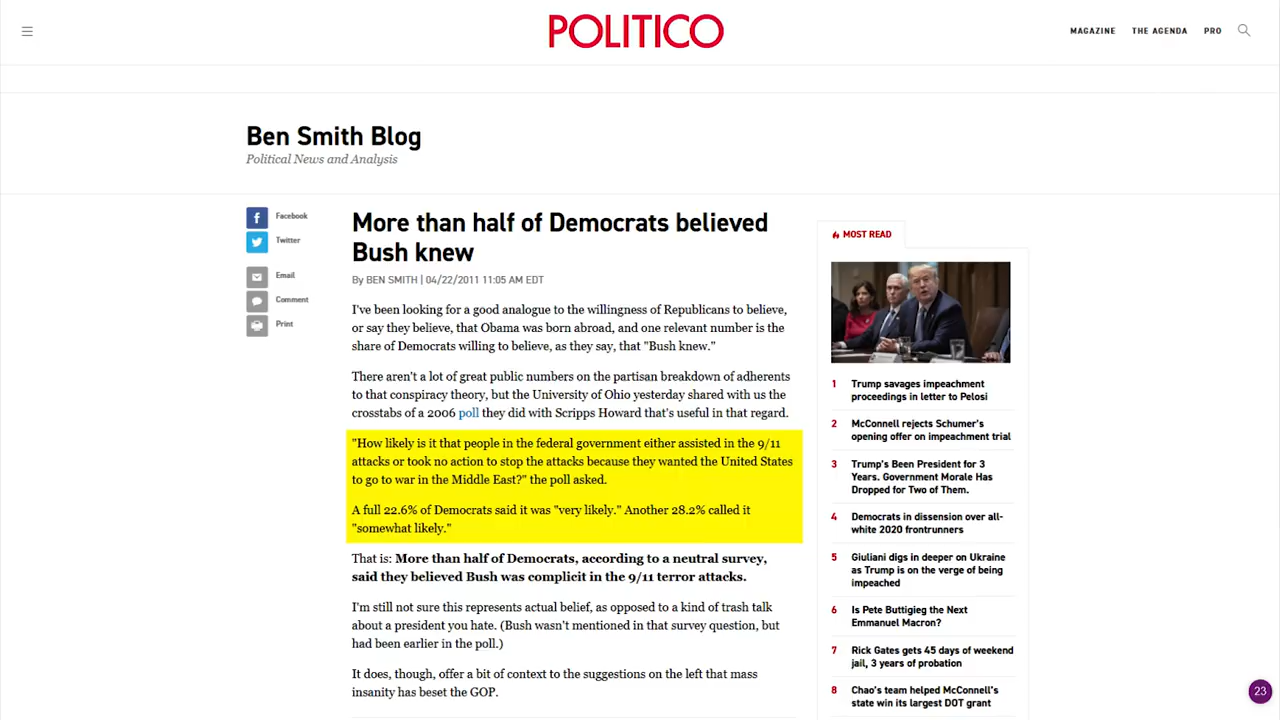 POLITICO
MAGAZINE
THE AGENDA
PRO
Ben Smith Blog
Political News and Analysis
Facebook
Twitter
Email
Comment
Print
More than half of Democrats believed
Bush knew
By BEN SMITH | 04/22/2011 11:05 AM EDT
I've been looking for a good analogue to the willingness of Republicans to believe,
or say they believe, that Obama was born abroad, and one relevant number is the
share of Democrats willing to believe, as they say, that "Bush knew."
There aren't a lot of great public numbers on the partisan breakdown of adherents
to that conspiracy theory, but the University of Ohio yesterday shared with us the
crosstabs of a 2006 poll they did with Scripps Howard that's useful in that regard.
"How likely is it that people in the federal government either assisted in the 9/11
attacks or took no action to stop the attacks because they wanted the United States
to go to war in the Middle East?" the poll asked.
A full 22.6% of Democrats said it was "very likely." Another 28.2% called it
"somewhat likely."
That is: More than half of Democrats, according to a neutral survey,
said they believed Bush was complicit in the 9/11 terror attacks.
I'm still not sure this represents actual belief, as opposed to a kind of trash talk
about a president you hate. (Bush wasn't mentioned in that survey question, but
had been earlier in the poll.)
It does, though, offer a bit of context to the suggestions on the left that mass
insanity has beset the GOP.
MOST READ
1 Trump savages impeachment
proceedings in letter to Pelosi
2 McConnell rejects Schumer's
opening offer on impeachment trial
3 Trump's Been President for 3
Years. Government Morale Has
Dropped for Two of Them.
4 Democrats in dissension over all-
white 2020 frontrunners
5 Giuliani digs in deeper on Ukraine
as Trump is on the verge of being
impeached
6 Is Pete Buttigieg the Next
Emmanuel Macron?
7 Rick Gates gets 45 days of weekend
jail, 3 years of probation
8 Chao's team helped McConnell's
state win its largest DOT grant
23